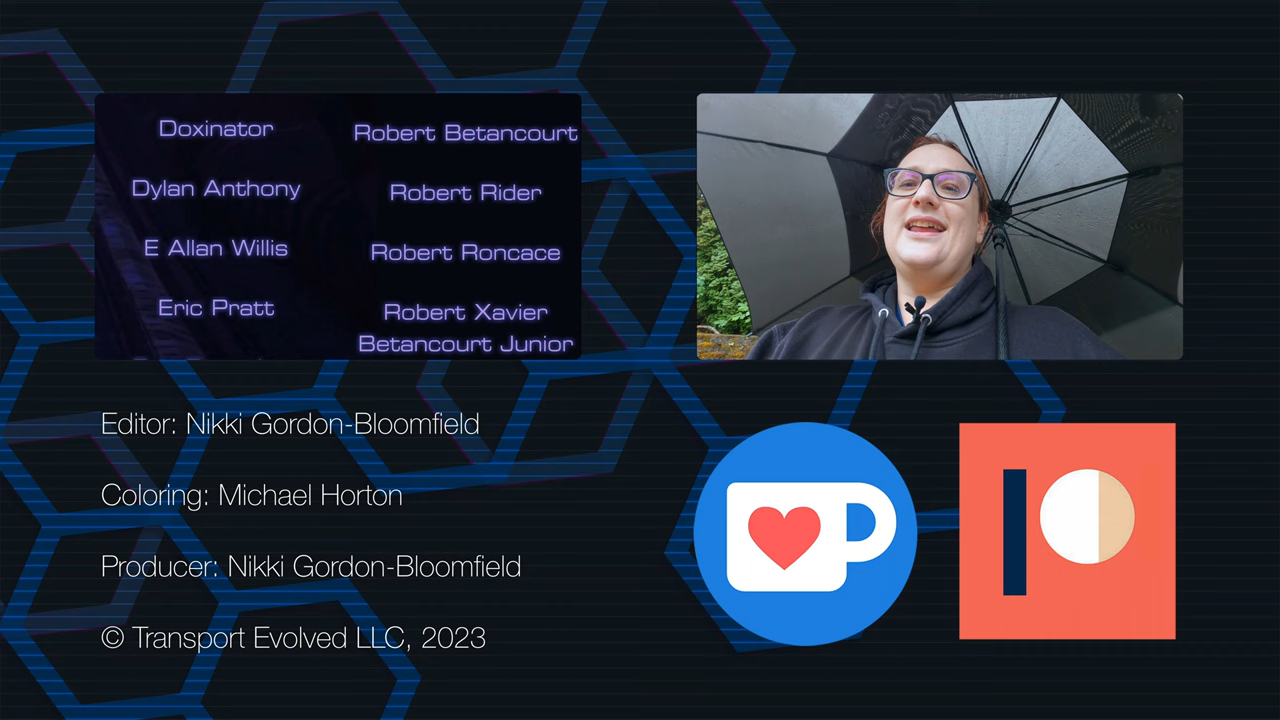 Doxinator
Dylan Anthony
E Allan Willis
Eric Pratt
Robert Betancourt
Robert Rider
Robert Roncace
Robert Xavier
Betancourt Junior
Editor: Nikki Gordon-Bloomfield
Coloring: Michael Horton
Producer: Nikki Gordon-Bloomfield
© Transport Evolved LLC, 2023